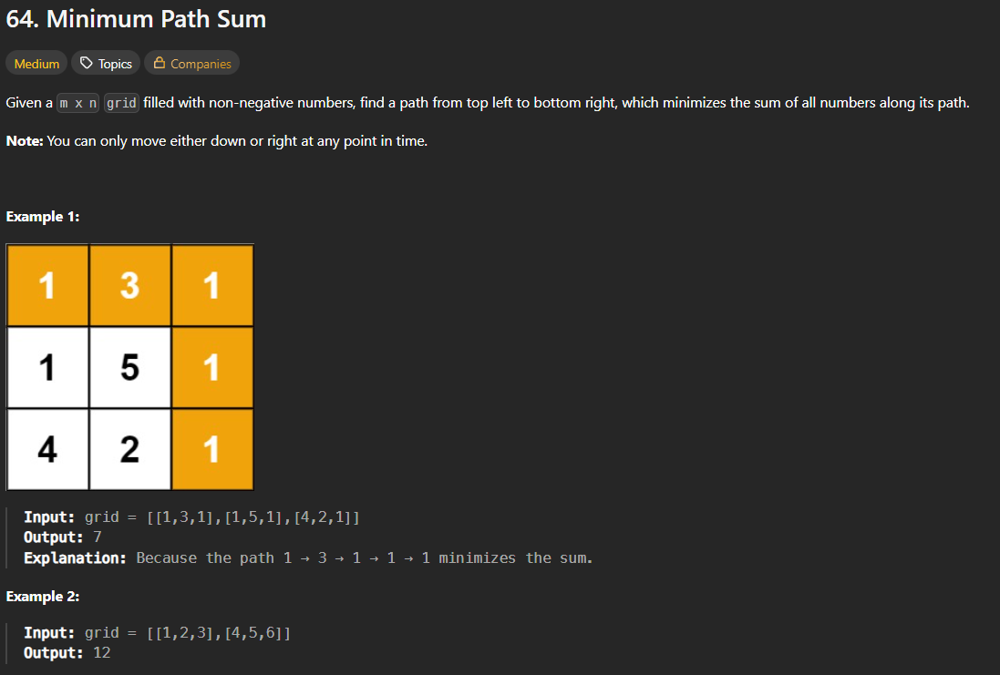 64. Minimum Path Sum
Medium Topics Companies
Given a m x n grid filled with non-negative numbers, find a path from top left to bottom right, which minimizes the sum of all numbers along its path.
Note: You can only move either down or right at any point in time.
Example 1:
1 3 1
1 5 1
4 2 1
Input: grid = [[1,3,1],[1,5,1],[4,2,1]]
Output: 7
Explanation: Because the path 1 → 3 → 1 → 1 → 1 minimizes the sum.
Example 2:
Input: grid = [[1,2,3],[4,5,6]]
Output: 12